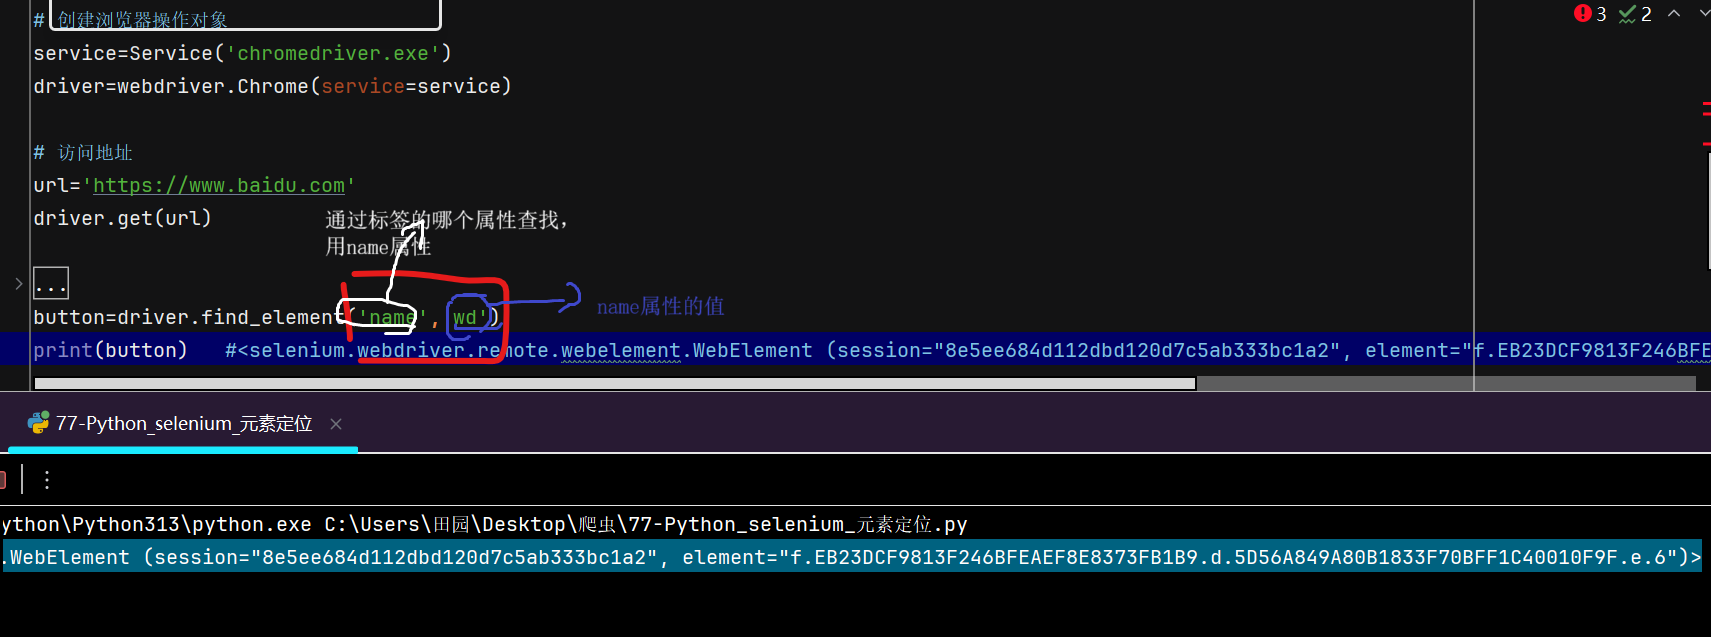 # 创建浏览器操作对象
3 2
service=Service('chromedriver.exe')
driver=webdriver.Chrome(service=service)
# 访问地址
url='https://www.baidu.com'
driver.get(url)
通过标签的哪个属性查找,
用name属性
...
button=driver.find_element('name', 'wd')
name属性的值
print(button) #<selenium.webdriver.remote.webelement.WebElement (session="8e5ee684d112dbd120d7c5ab333bc1a2", element="f.EB23DCF9813F246BFE
77-Python_selenium_元素定位
ython\Python313\python.exe C:\Users\田园\Desktop\爬虫\77-Python_selenium_元素定位.py
.WebElement (session="8e5ee684d112dbd120d7c5ab333bc1a2", element="f.EB23DCF9813F246BFEAEF8E8373FB1B9.d.5D56A849A80B1833F70BFF1C40010F9F.e.6")>